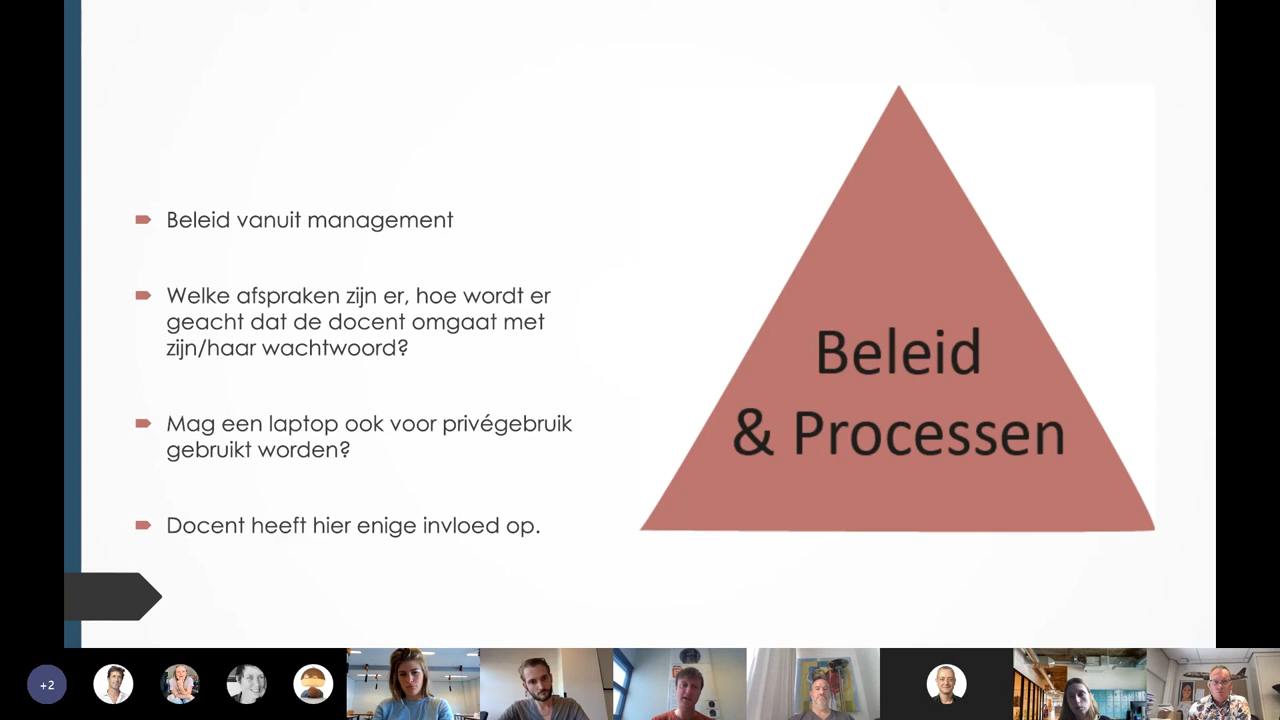 Beleid vanuit management
Welke afspraken zijn er, hoe wordt er
geacht dat de docent omgaat met
zijn/haar wachtwoord?
Mag een laptop ook voor privégebruik
gebruikt worden?
Docent heeft hier enige invloed op.
Beleid
& Processen
+2